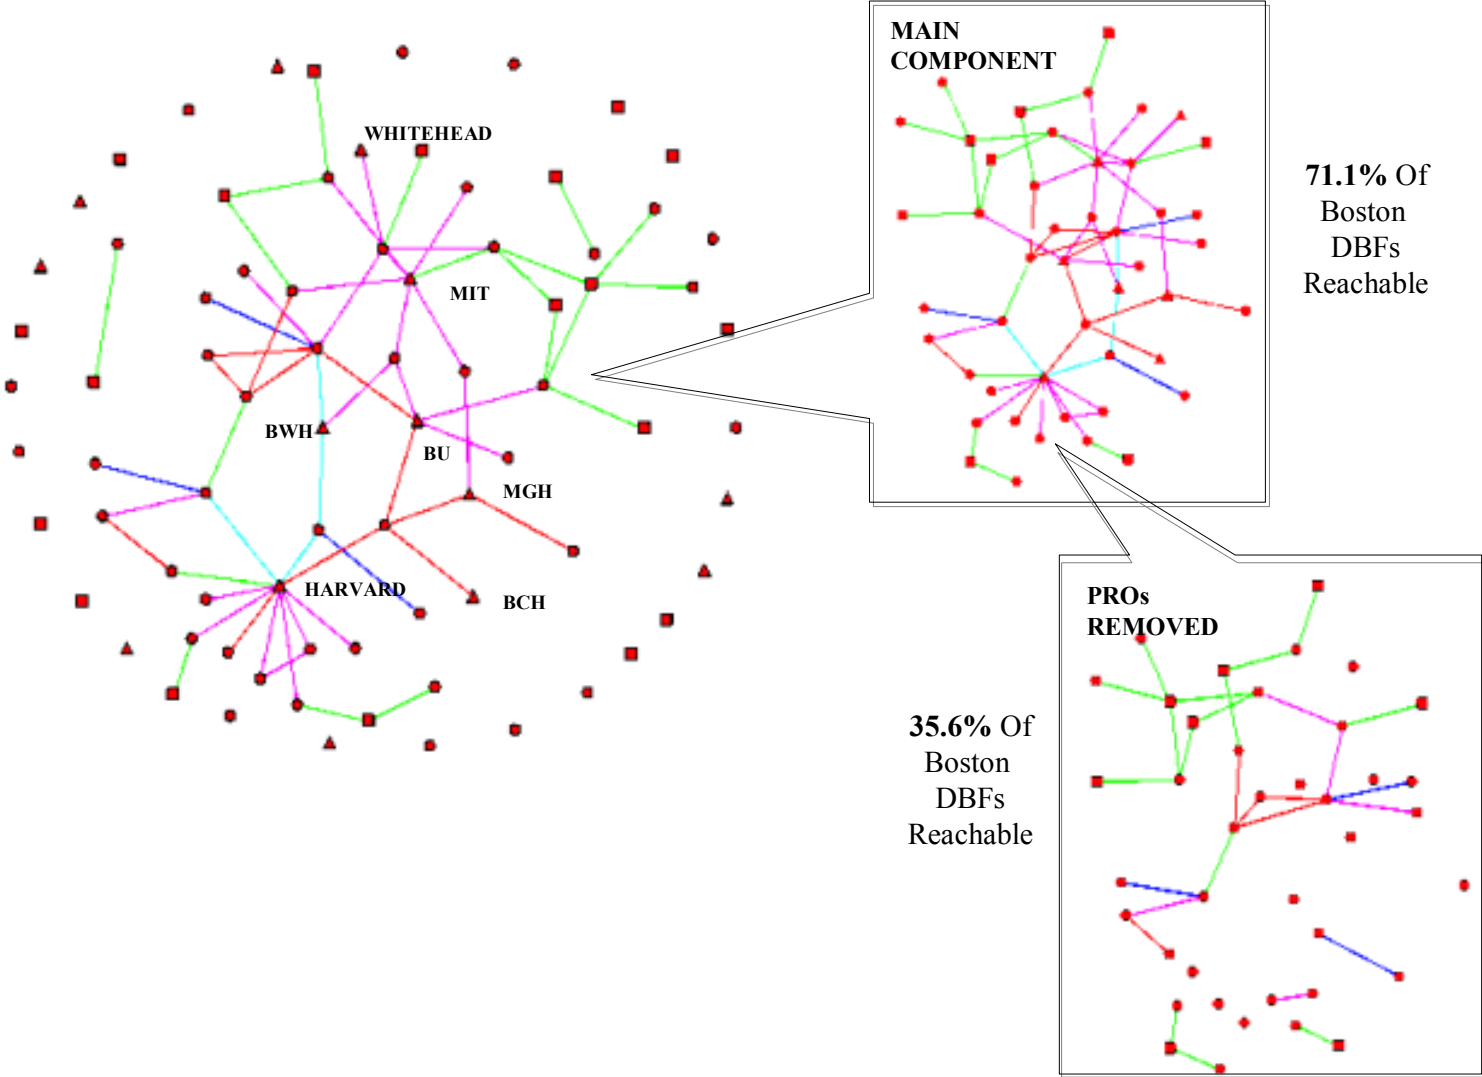 MAIN
COMPONENT
WHITEHEAD
71.1% Of
Boston
DBFs
Reachable
MIT
BWH
BU
MGH
HARVARD
BCH
PROs
REMOVED
35.6% Of
Boston
DBFs
Reachable